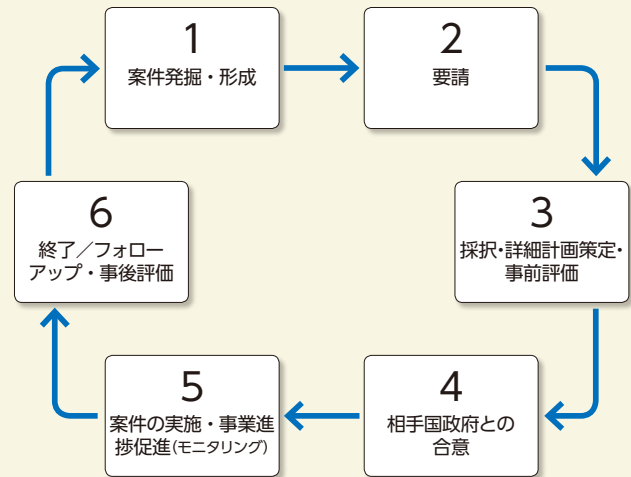 1
案件発掘・形成
2
要請
3
採択・詳細計画策定・
事前評価
4
相手国政府との
合意
5
案件の実施・事業進
捗促進(モニタリング)
6
終了／フォロー
アップ・事後評価